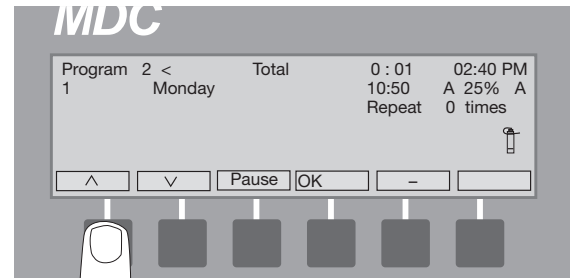 MDC
Program 2 < Total 0 : 01 02:40 PM
1 Monday 10:50 A 25% A
Repeat 0 times
Pause OK –